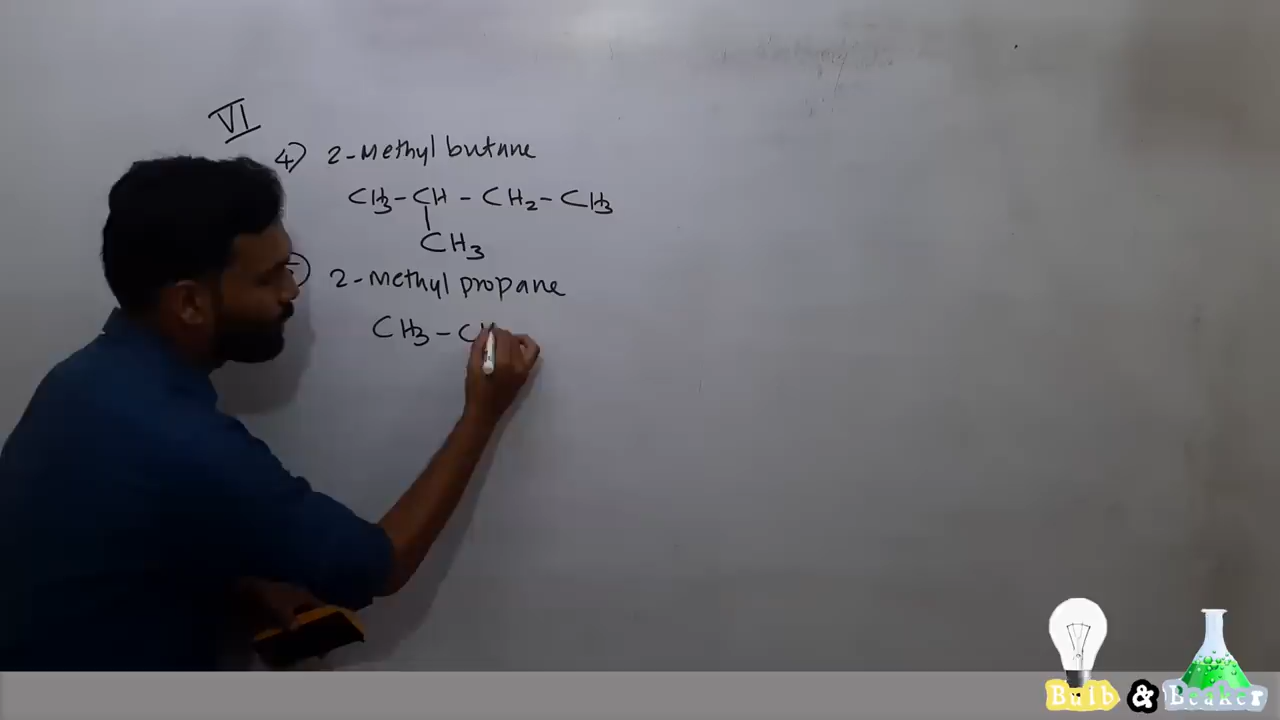 VI
4) 2-Methyl butane
CH3-CH-CH2-CH3
|
CH3
) 2-Methyl propane
CH3-CH
Bulb & Beaker